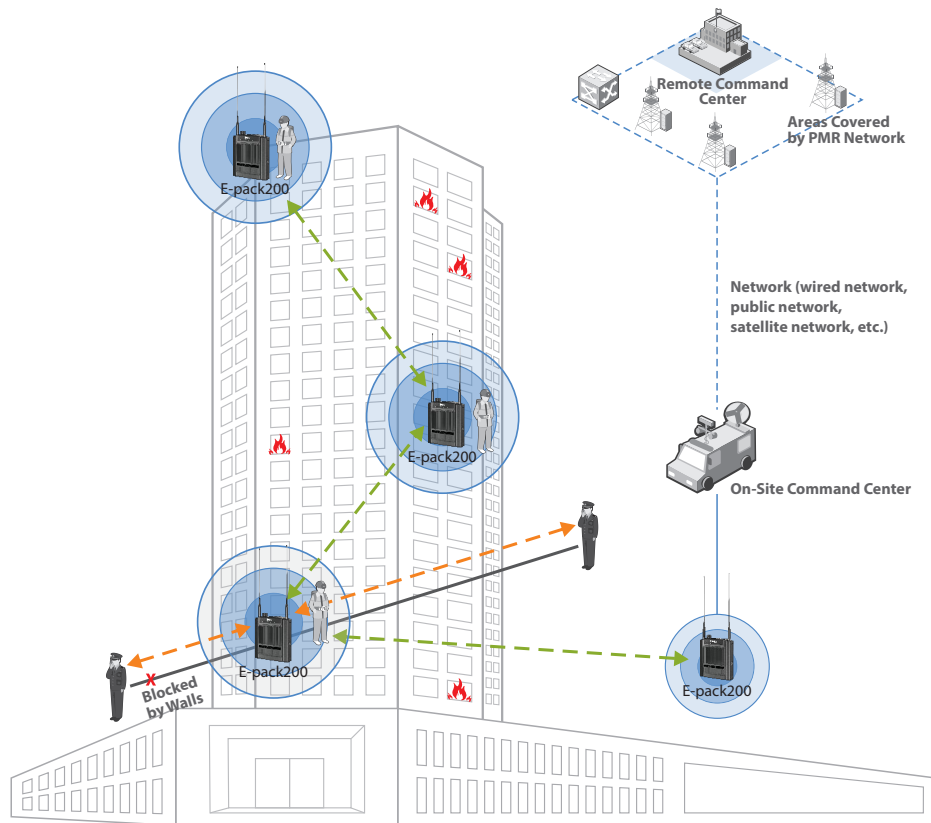 Remote Command
Center
Areas Covered
by PMR Network
E-pack200
Network (wired network,
public network,
satellite network, etc.)
E-pack200
On-Site Command Center
E-pack200
E-pack200
X
Blocked
by Walls